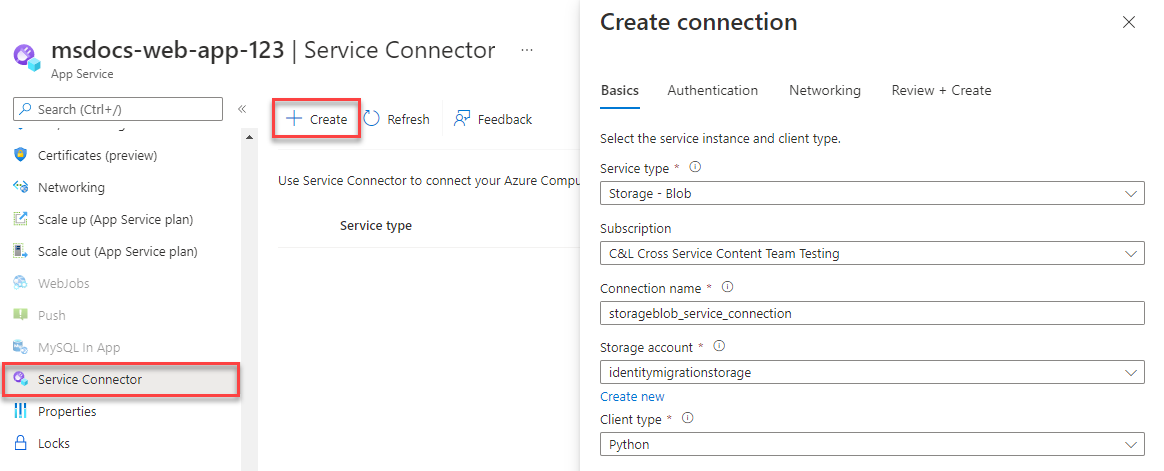 msdocs-web-app-123 | Service Connector ...
App Service
Search (Ctrl+/)
«
Certificates (preview)
Networking
Scale up (App Service plan)
Scale out (App Service plan)
WebJobs
Push
MySQL In App
Service Connector
Properties
Locks
Create
Refresh
Feedback
Use Service Connector to connect your Azure Compu
Service type
Create connection
Basics Authentication Networking Review + Create
Select the service instance and client type.
Service type *
Storage - Blob
Subscription
C&L Cross Service Content Team Testing
Connection name *
storageblob_service_connection
Storage account *
identitymigrationstorage
Create new
Client type *
Python